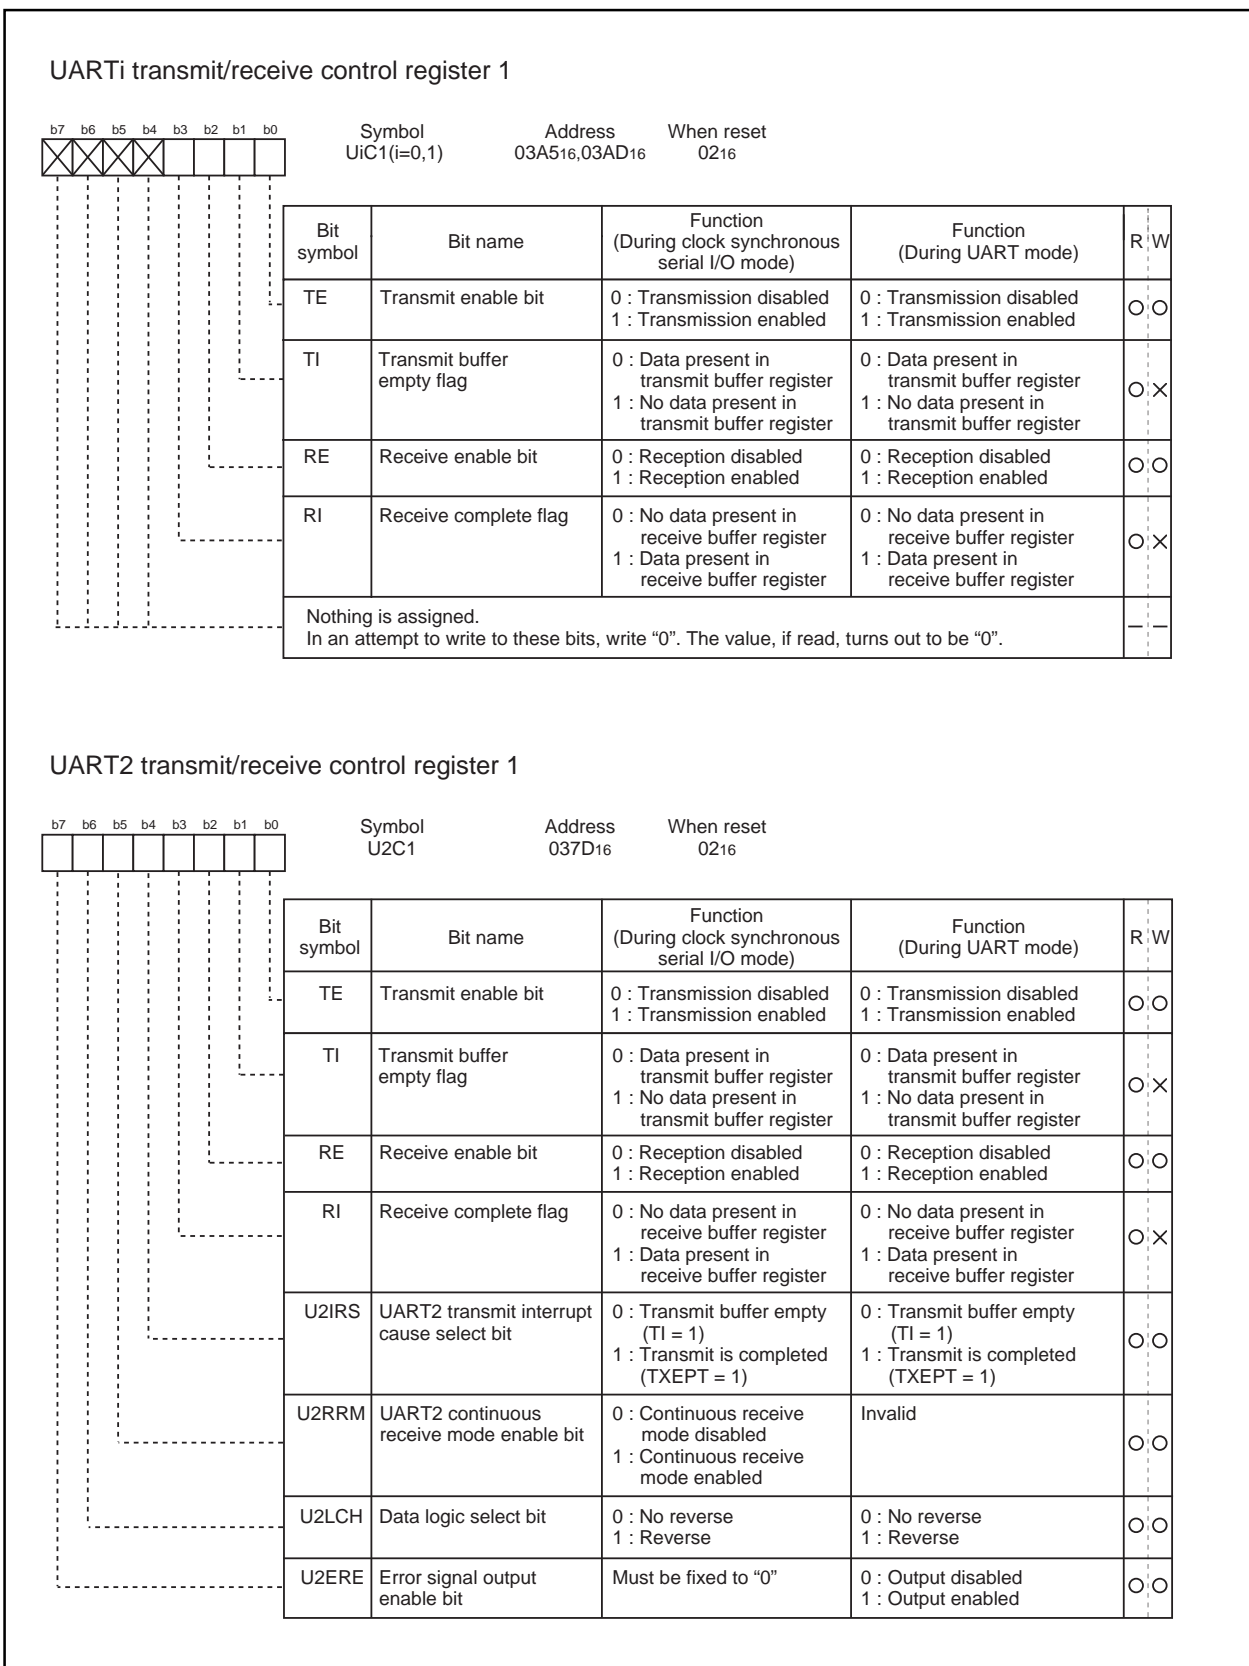 UARTi transmit/receive control register 1
b7 b6 b5 b4 b3 b2 b1 b0
Symbol Address When reset
UiC1(i=0,1) 03A516,03AD16 0216
Bit symbol Bit name Function (During clock synchronous serial I/O mode) Function (During UART mode) R W
TE Transmit enable bit 0 : Transmission disabled 0 : Transmission disabled
1 : Transmission enabled 1 : Transmission enabled
TI Transmit buffer 0 : Data present in 0 : Data present in
empty flag transmit buffer register transmit buffer register
1 : No data present in 1 : No data present in
transmit buffer register transmit buffer register
RE Receive enable bit 0 : Reception disabled 0 : Reception disabled
1 : Reception enabled 1 : Reception enabled
RI Receive complete flag 0 : No data present in 0 : No data present in
receive buffer register receive buffer register
1 : Data present in 1 : Data present in
receive buffer register receive buffer register
Nothing is assigned.
In an attempt to write to these bits, write “0”. The value, if read, turns out to be “0”.
UART2 transmit/receive control register 1
b7 b6 b5 b4 b3 b2 b1 b0
Symbol Address When reset
U2C1 037D16 0216
Bit symbol Bit name Function (During clock synchronous serial I/O mode) Function (During UART mode) R W
TE Transmit enable bit 0 : Transmission disabled 0 : Transmission disabled
1 : Transmission enabled 1 : Transmission enabled
TI Transmit buffer 0 : Data present in 0 : Data present in
empty flag transmit buffer register transmit buffer register
1 : No data present in 1 : No data present in
transmit buffer register transmit buffer register
RE Receive enable bit 0 : Reception disabled 0 : Reception disabled
1 : Reception enabled 1 : Reception enabled
RI Receive complete flag 0 : No data present in 0 : No data present in
receive buffer register receive buffer register
1 : Data present in 1 : Data present in
receive buffer register receive buffer register
U2IRS UART2 transmit interrupt 0 : Transmit buffer empty 0 : Transmit buffer empty
cause select bit (TI = 1) (TI = 1)
1 : Transmit is completed 1 : Transmit is completed
(TXEPT = 1) (TXEPT = 1)
U2RRM UART2 continuous 0 : Continuous receive Invalid
receive mode enable bit mode disabled
1 : Continuous receive
mode enabled
U2LCH Data logic select bit 0 : No reverse 0 : No reverse
1 : Reverse 1 : Reverse
U2ERE Error signal output Must be fixed to “0” 0 : Output disabled
enable bit 1 : Output enabled